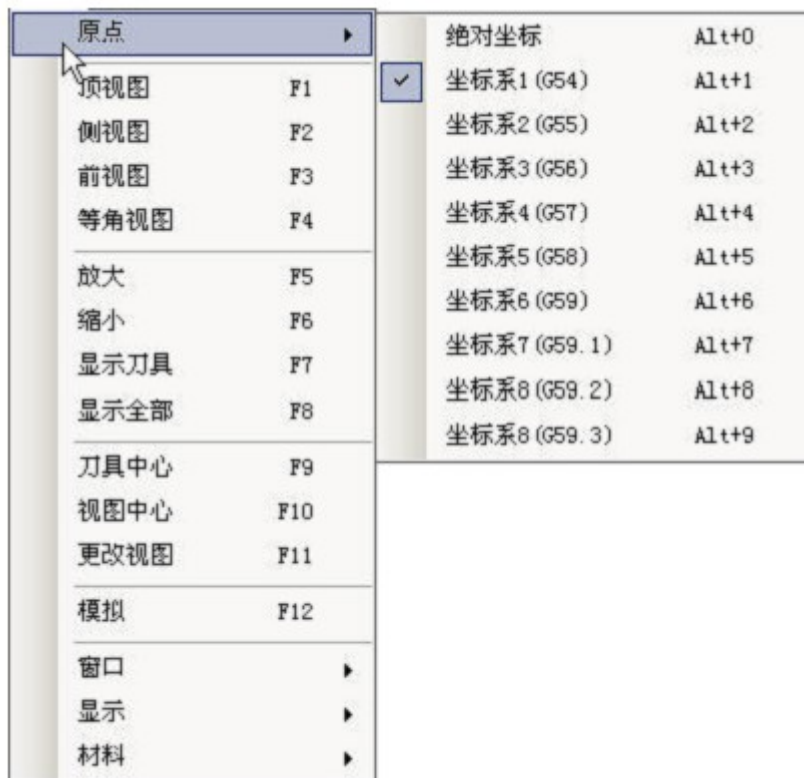 原点
顶视图 F1
侧视图 F2
前视图 F3
等角视图 F4
放大 F5
缩小 F6
显示刀具 F7
显示全部 F8
刀具中心 F9
视图中心 F10
更改视图 F11
模拟 F12
窗口
显示
材料
绝对坐标 Alt+0
坐标系1(G54) Alt+1
坐标系2(G55) Alt+2
坐标系3(G56) Alt+3
坐标系4(G57) Alt+4
坐标系5(G58) Alt+5
坐标系6(G59) Alt+6
坐标系7(G59.1) Alt+7
坐标系8(G59.2) Alt+8
坐标系8(G59.3) Alt+9